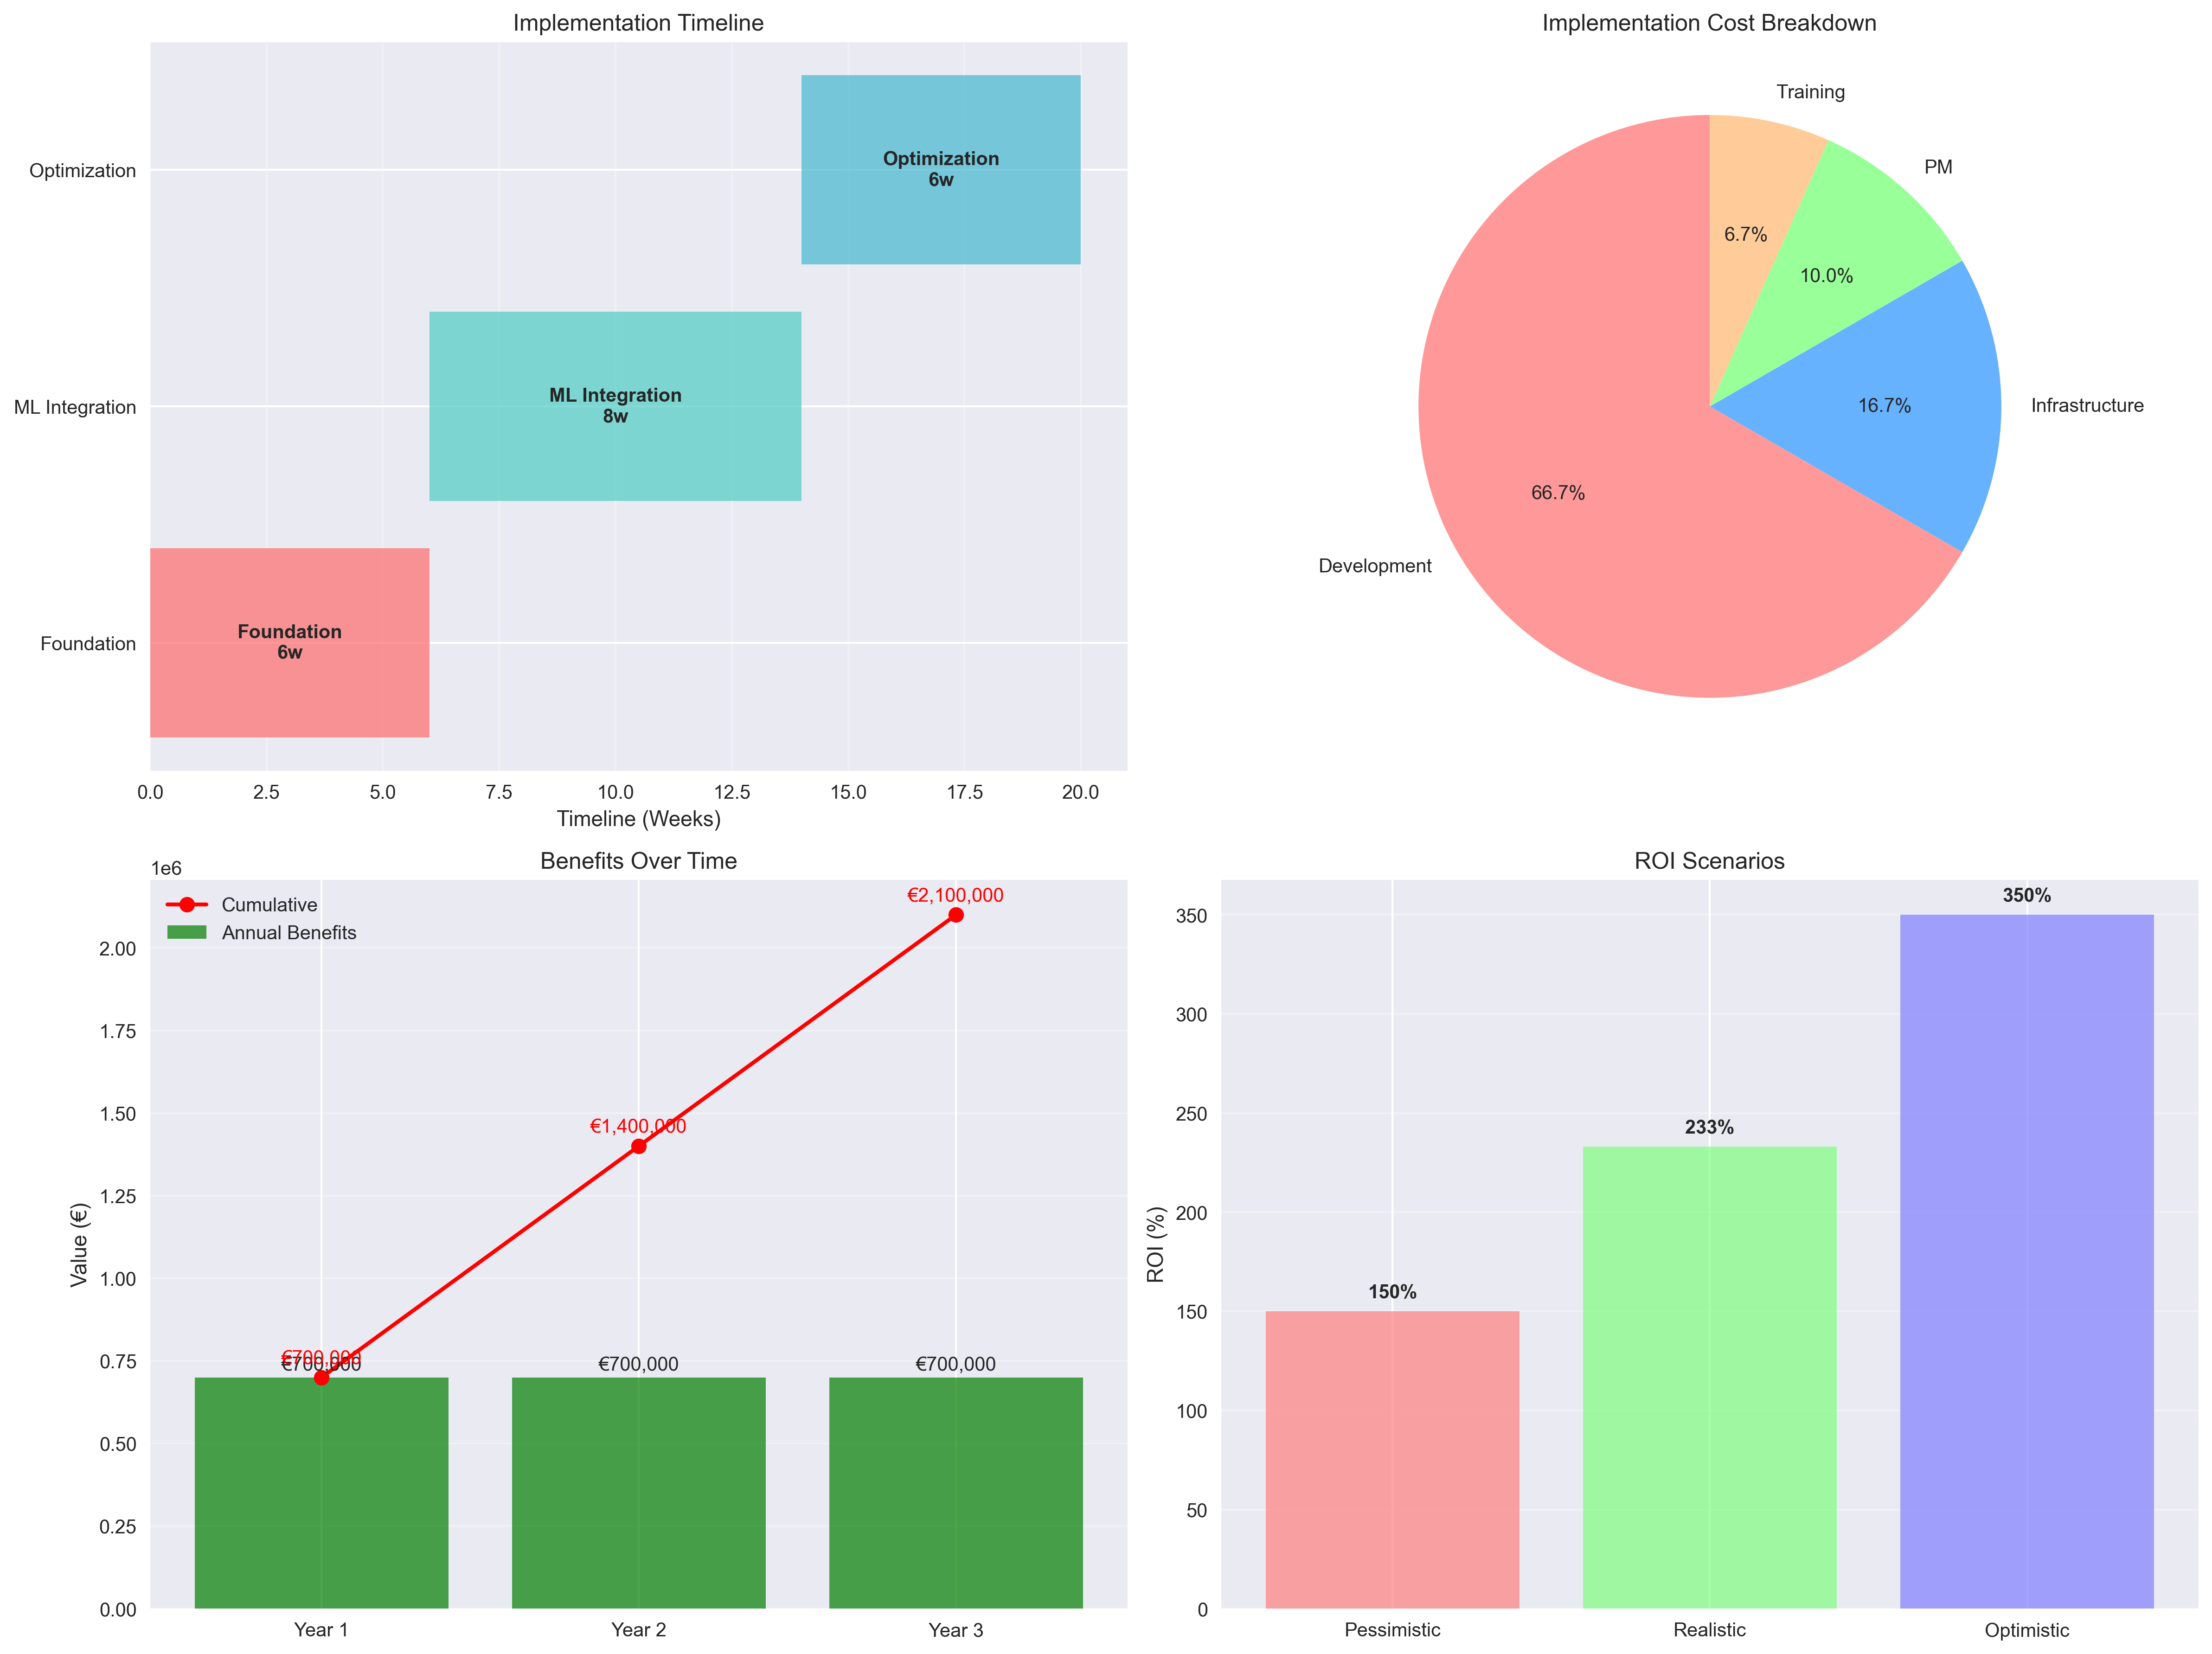 Implementation Timeline
Optimization
ML Integration
Foundation
Optimization
6w
ML Integration
8w
Foundation
6w
0.0 2.5 5.0 7.5 10.0 12.5 15.0 17.5 20.0
Timeline (Weeks)
Implementation Cost Breakdown
Training
PM
Infrastructure
Development
6.7%
10.0%
16.7%
66.7%
Benefits Over Time
1e6
Cumulative
Annual Benefits
€2,100,000
€1,400,000
€700,000
€700,000
€700,000
€700,000
2.00
1.75
1.50
1.25
1.00
0.75
0.50
0.25
0.00
Value (€)
Year 1 Year 2 Year 3
ROI Scenarios
350%
233%
150%
350
300
250
200
150
100
50
0
ROI (%)
Pessimistic Realistic Optimistic